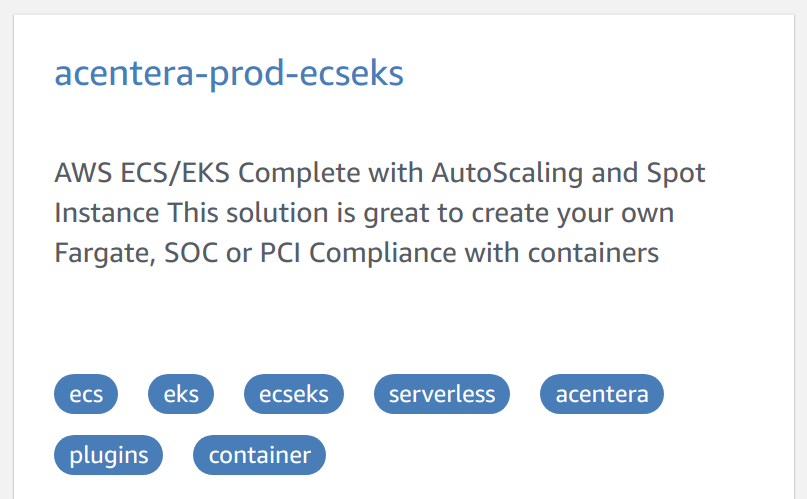 acentera-prod-ecseks
AWS ECS/EKS Complete with AutoScaling and Spot
Instance This solution is great to create your own
Fargate, SOC or PCI Compliance with containers
ecs eks ecseks serverless acentera
plugins container